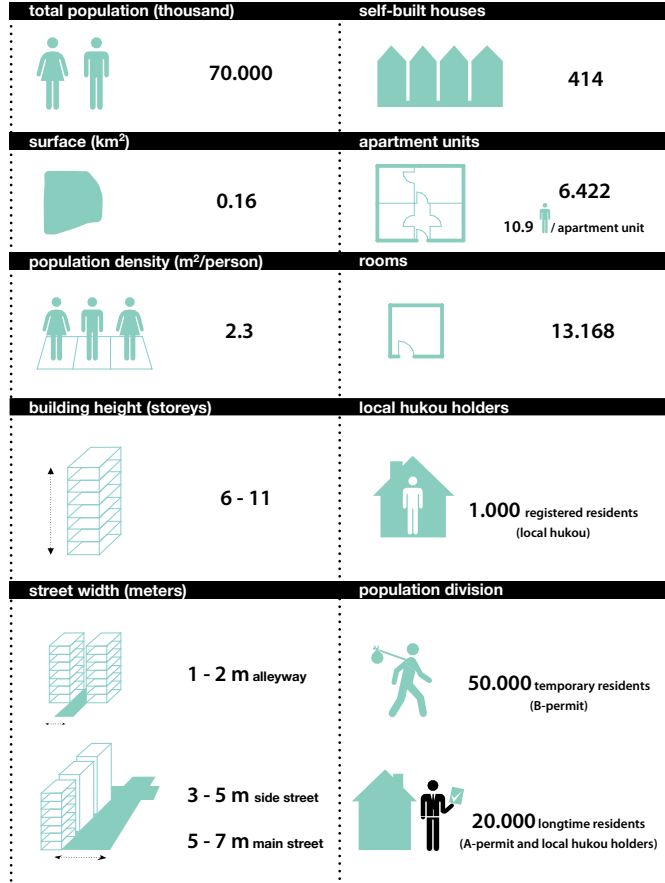 total population (thousand)
70.000
self-built houses
414
surface (km²)
0.16
apartment units
6.422
10.9 / apartment unit
population density (m²/person)
2.3
rooms
13.168
building height (storeys)
6 - 11
local hukou holders
1.000 registered residents
(local hukou)
street width (meters)
1 - 2 m alleyway
3 - 5 m side street
5 - 7 m main street
population division
50.000 temporary residents
(B-permit)
20.000 longtime residents
(A-permit and local hukou holders)